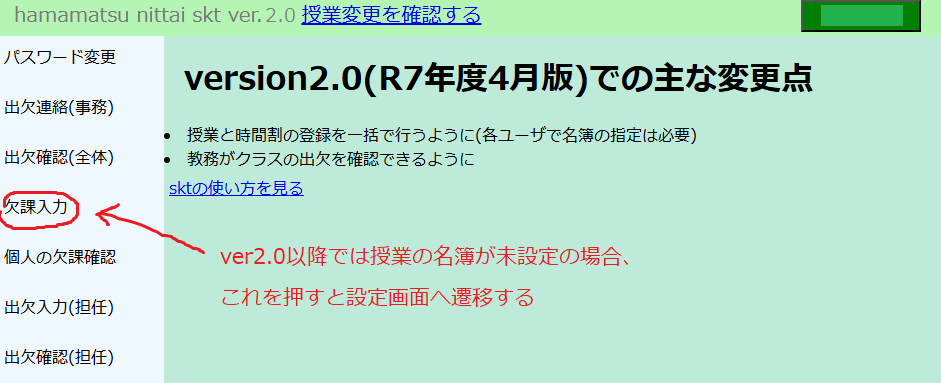 hamamatsu nittai skt ver.2.0 授業変更を確認する
パスワード変更
出欠連絡(事務)
出欠確認(全体)
欠課入力
個人の欠課確認
出欠入力(担任)
出欠確認(担任)
version2.0(R7年度4月版)での主な変更点
• 授業と時間割の登録を一括で行うように(各ユーザで名簿の指定は必要)
• 教務がクラスの出欠を確認できるように
sktの使い方を見る
ver2.0以降では授業の名簿が未設定の場合、
これを押すと設定画面へ遷移する